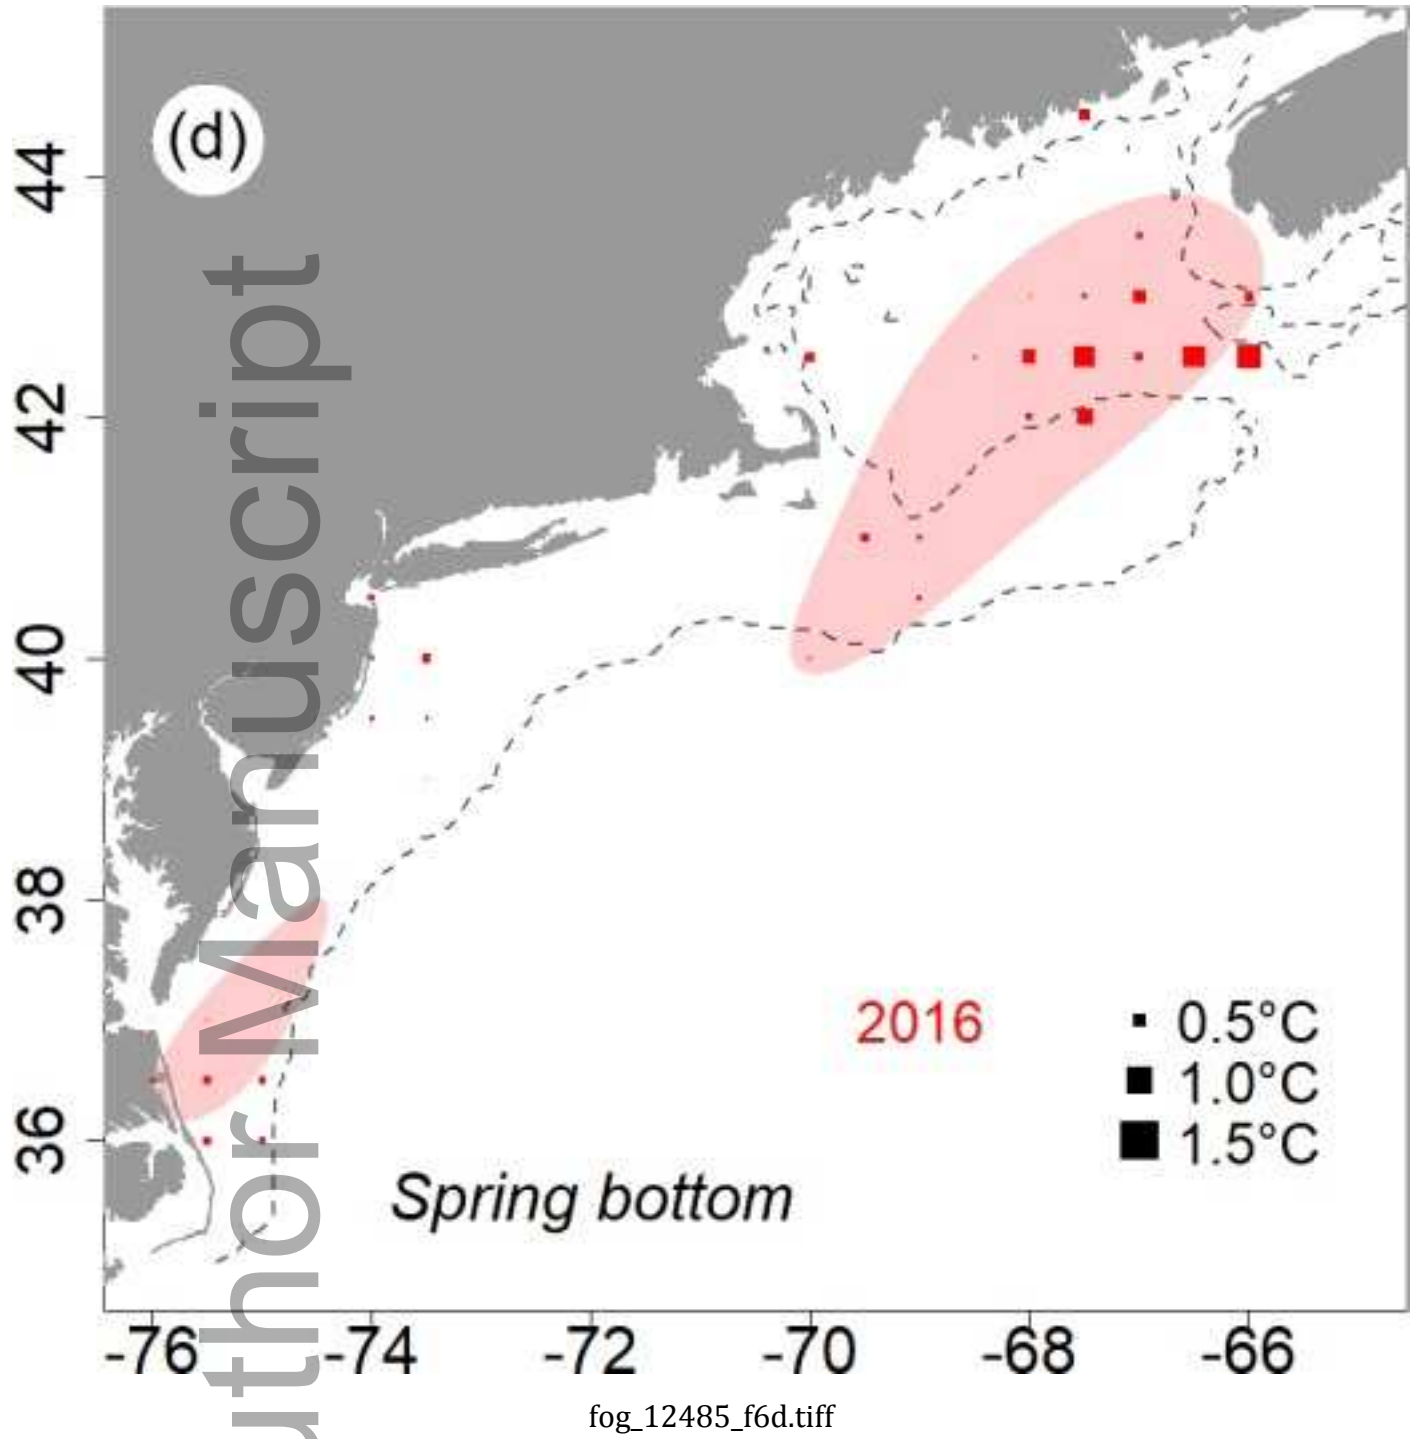 (d)
44
42
40
38
36
2016
0.5°C
1.0°C
1.5°C
Spring bottom
-76 -74 -72 -70 -68 -66
fog_12485_f6d.tiff
uthor Manuscript